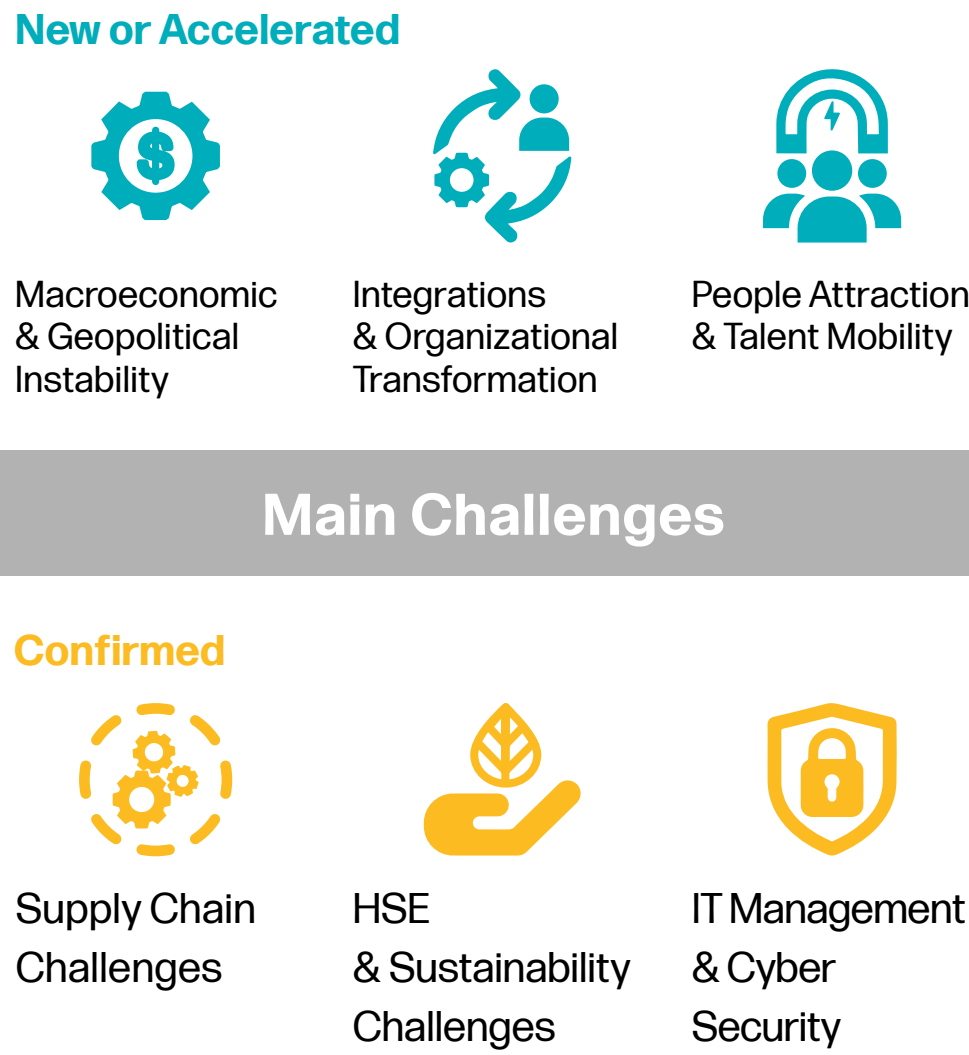 New or Accelerated
$
Macroeconomic
& Geopolitical
Instability
Integrations
& Organizational
Transformation
People Attraction
& Talent Mobility
Main Challenges
Confirmed
Supply Chain
Challenges
HSE
& Sustainability
Challenges
IT Management
& Cyber
Security